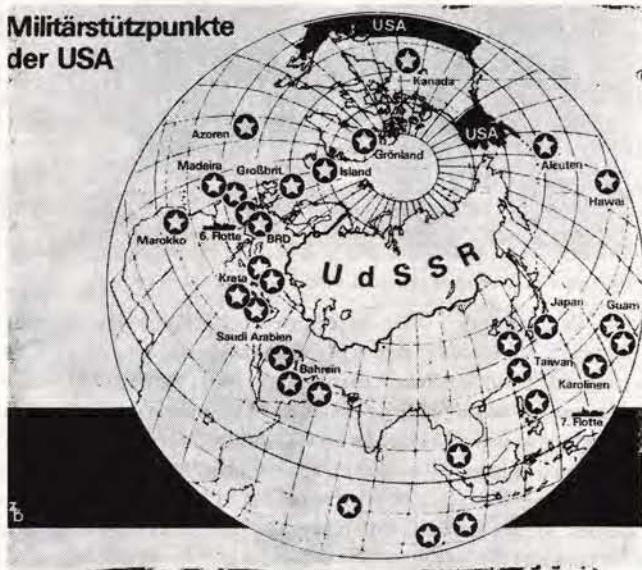 Militärstützpunkte
der USA
USA
Kanada
USA
Azoren
Grönland
Aleuten
Madeira
Großbrit.
Island
Hawai
Marokko
6. Flotte
BRD
UdSSR
Kreta
Japan
Guam
Saudi Arabien
Bahrein
Taiwan
Karolinen
7. Flotte